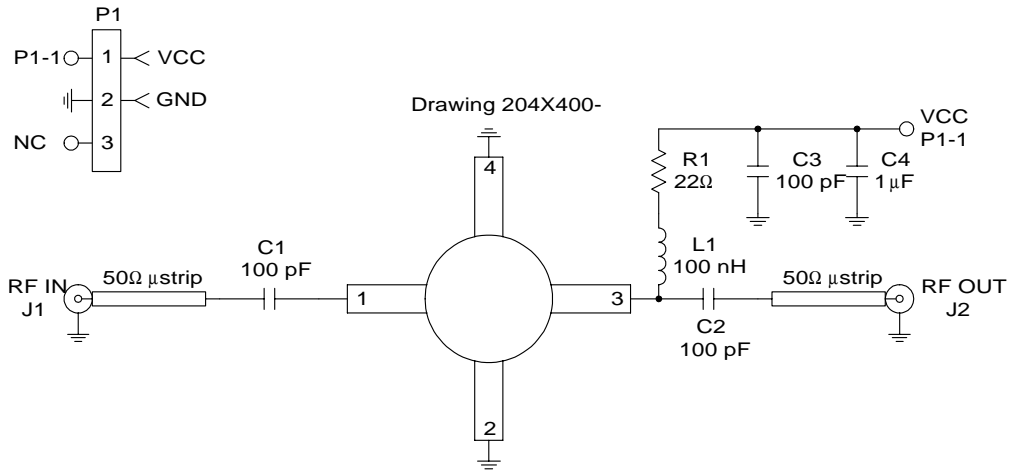 P1
P1-1 1 VCC
2 GND
NC 3
Drawing 204X400-
VCC
P1-1
4
R1
22Ω
C3
100 pF
C4
1 µF
L1
100 nH
C1
100 pF
RF IN
J1
50Ω µstrip
1
3
C2
100 pF
50Ω µstrip
RF OUT
J2
2